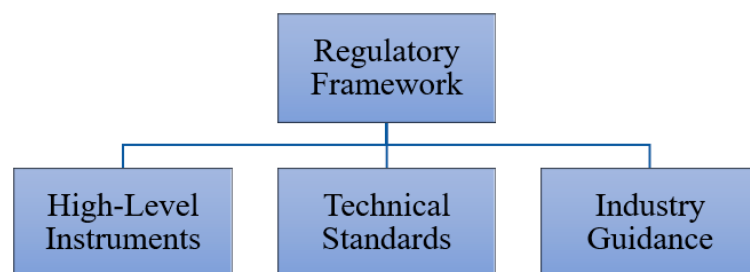 Regulatory
Framework
High-Level
Instruments
Technical
Standards
Industry
Guidance